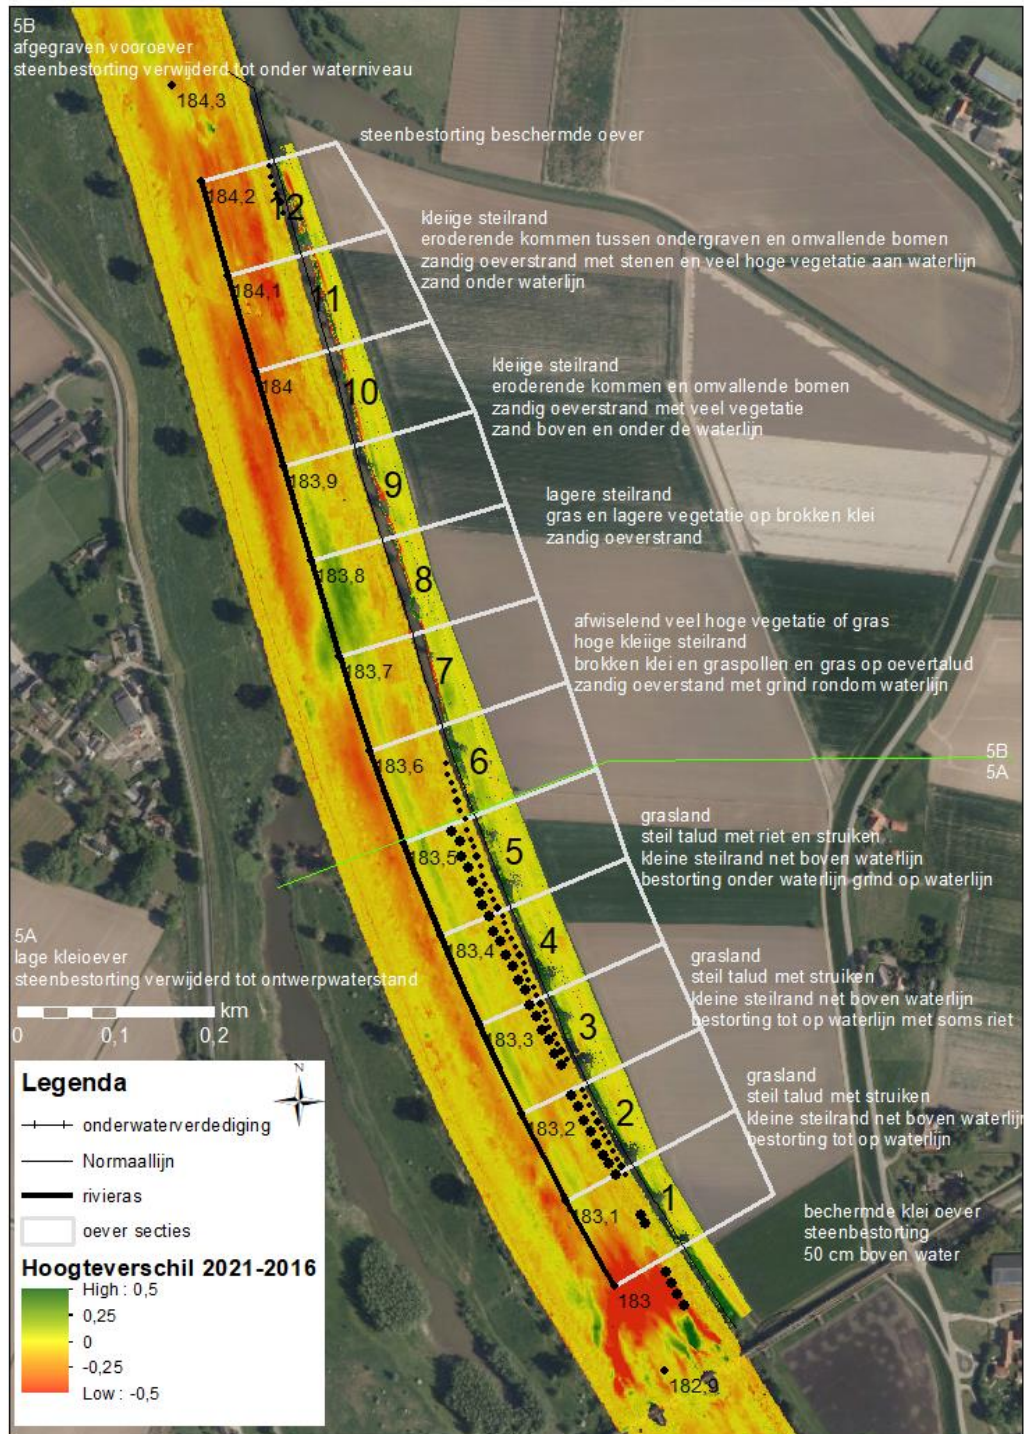 5B
afgegraven vooroever
steenbestorting verwijderd tot onder waterniveau
184,3
steenbestorting beschermde oever
184,2
12
kleiige steilrand
eroderende kommen tussen ondergraven en omvallende bomen
zandig oeverstrand met stenen en veel hoge vegetatie aan waterlijn
zand onder waterlijn
184,1
11
kleiige steilrand
eroderende kommen en omvallende bomen
zandig oeverstrand met veel vegetatie
zand boven en onder de waterlijn
184
10
183,9
9
lagere steilrand
gras en lagere vegetatie op brokken klei
zandig oeverstrand
183,8
8
afwiselend veel hoge vegetatie of gras
hoge kleiige steilrand
brokken klei en graspollen en gras op oevertalud
zandig oeverstand met grind rondom waterlijn
183,7
7
183,6
6
5B
5A
grasland
steil talud met riet en struiken
kleine steilrand net boven waterlijn
bestorting onder waterlijn grind op waterlijn
183,5
5
5A
lage kleioever
steenbestorting verwijderd tot ontwerpwaterstand
183,4
4
grasland
steil talud met struiken
kleine steilrand net boven waterlijn
bestorting tot op waterlijn met soms riet
km
0 0,1 0,2
183,3
3
grasland
steil talud met struiken
kleine steilrand net boven waterlijn
bestorting tot op waterlijn
183,2
2
183,1
1
bechermde klei oever
steenbestorting
50 cm boven water
183
182,9
Legenda
N
onderwaterverdediging
Normaallijn
rivieras
oever secties
Hoogteverschil 2021-2016
High : 0,5
0,25
0
-0,25
Low : -0,5